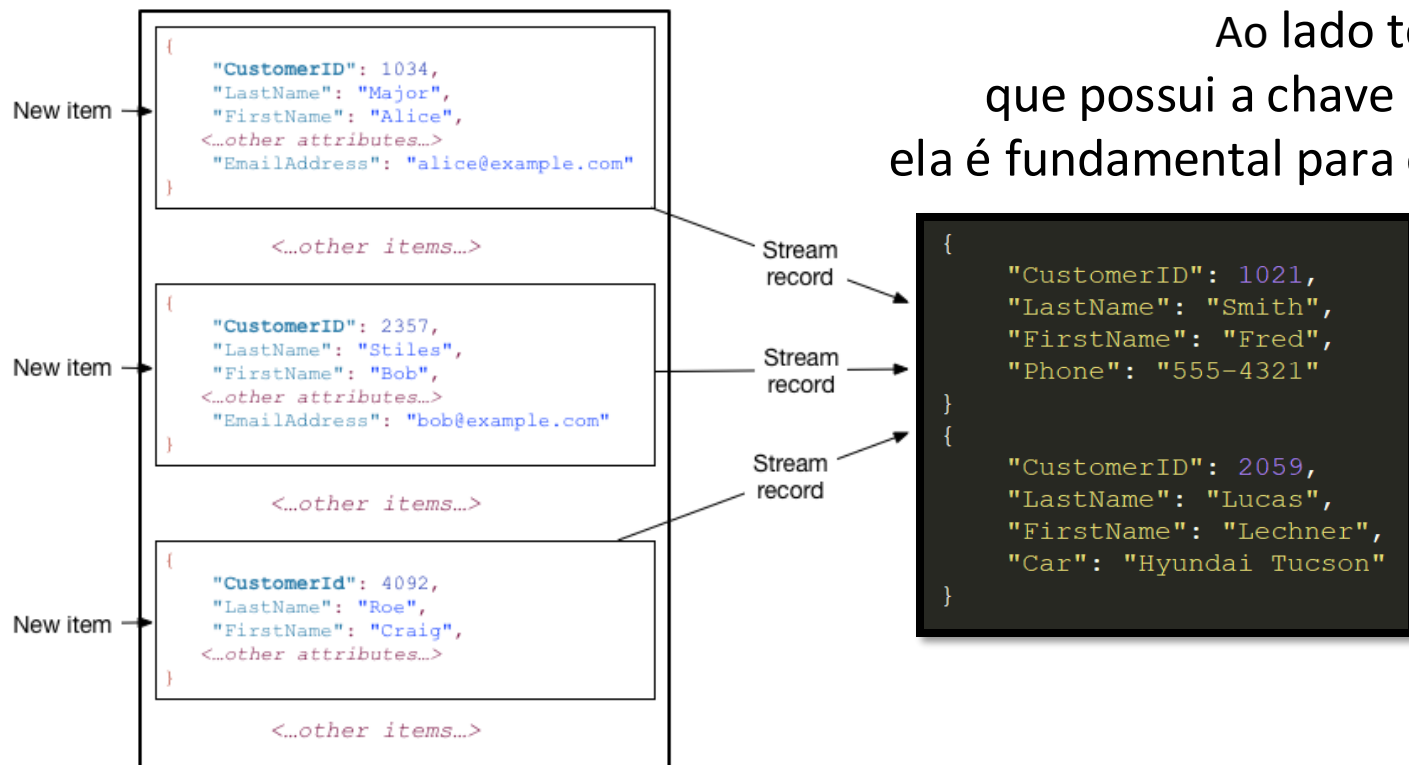 New item
{
"CustomerID": 1034,
"LastName": "Major",
"FirstName": "Alice",
<…other attributes…>
"EmailAddress": "alice@example.com"
}
<…other items…>
New item
{
"CustomerID": 2357,
"LastName": "Stiles",
"FirstName": "Bob",
<…other attributes…>
"EmailAddress": "bob@example.com"
}
<…other items…>
New item
{
"CustomerId": 4092,
"LastName": "Roe",
"FirstName": "Craig",
<…other attributes…>
}
<…other items…>
Stream
record
Stream
record
Stream
record
Ao lado
que possui a chave
ela é fundamental para
{
"CustomerID": 1021,
"LastName": "Smith",
"FirstName": "Fred",
"Phone": "555-4321"
}
{
"CustomerID": 2059,
"LastName": "Lucas",
"FirstName": "Lechner",
"Car": "Hyundai Tucson"
}